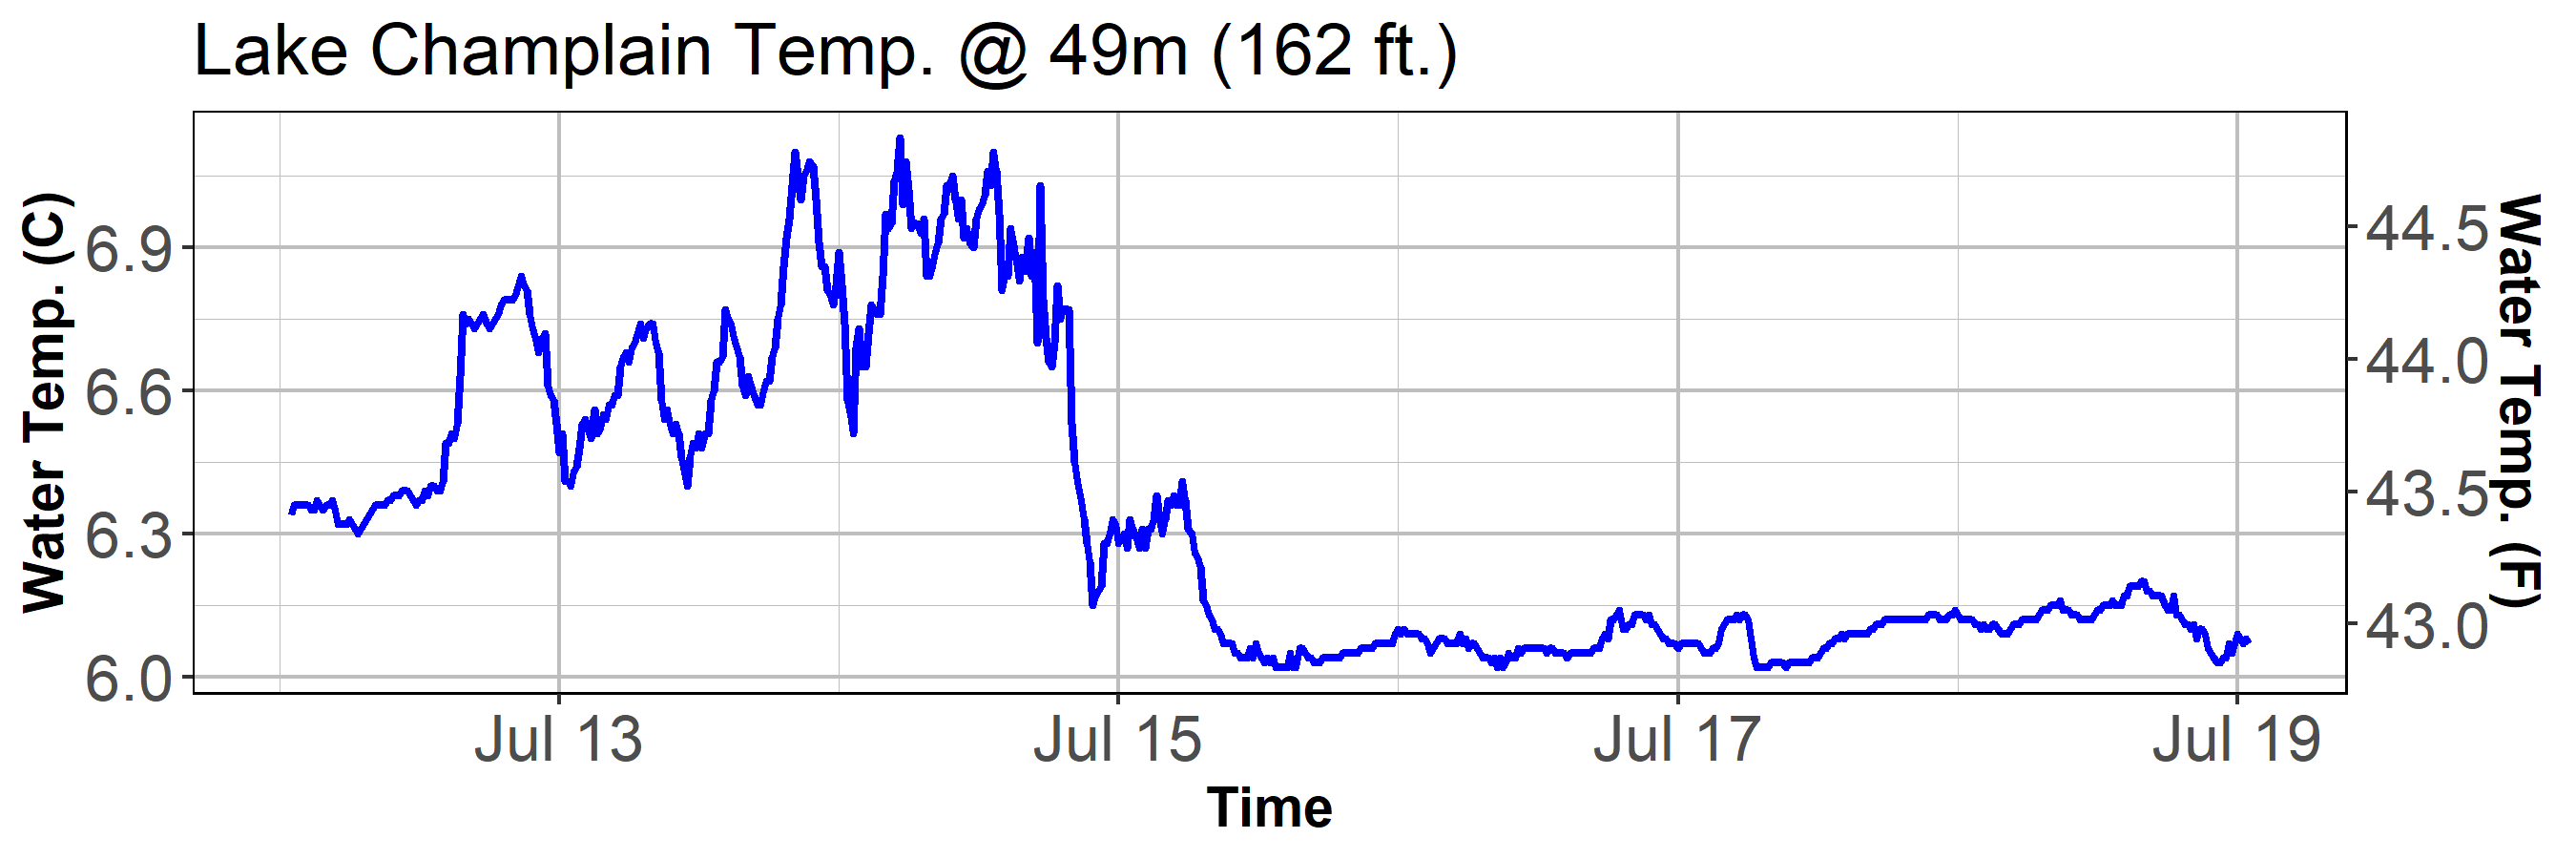 Lake Champlain Temp. @ 49m (162 ft.)
Water Temp. (C)
6.9
6.6
6.3
6.0
44.5
44.0
43.5
43.0
Water Temp. (F)
Jul 13 Jul 15 Jul 17 Jul 19
Time